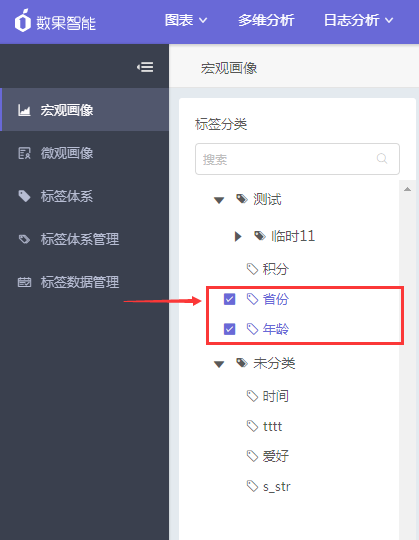 数果智能 图表 多维分析 日志分析
宏观画像
微观画像
标签体系
标签体系管理
标签数据管理
宏观画像
标签分类
搜索
测试
临时11
积分
省份
年龄
未分类
时间
tttt
爱好
s_str